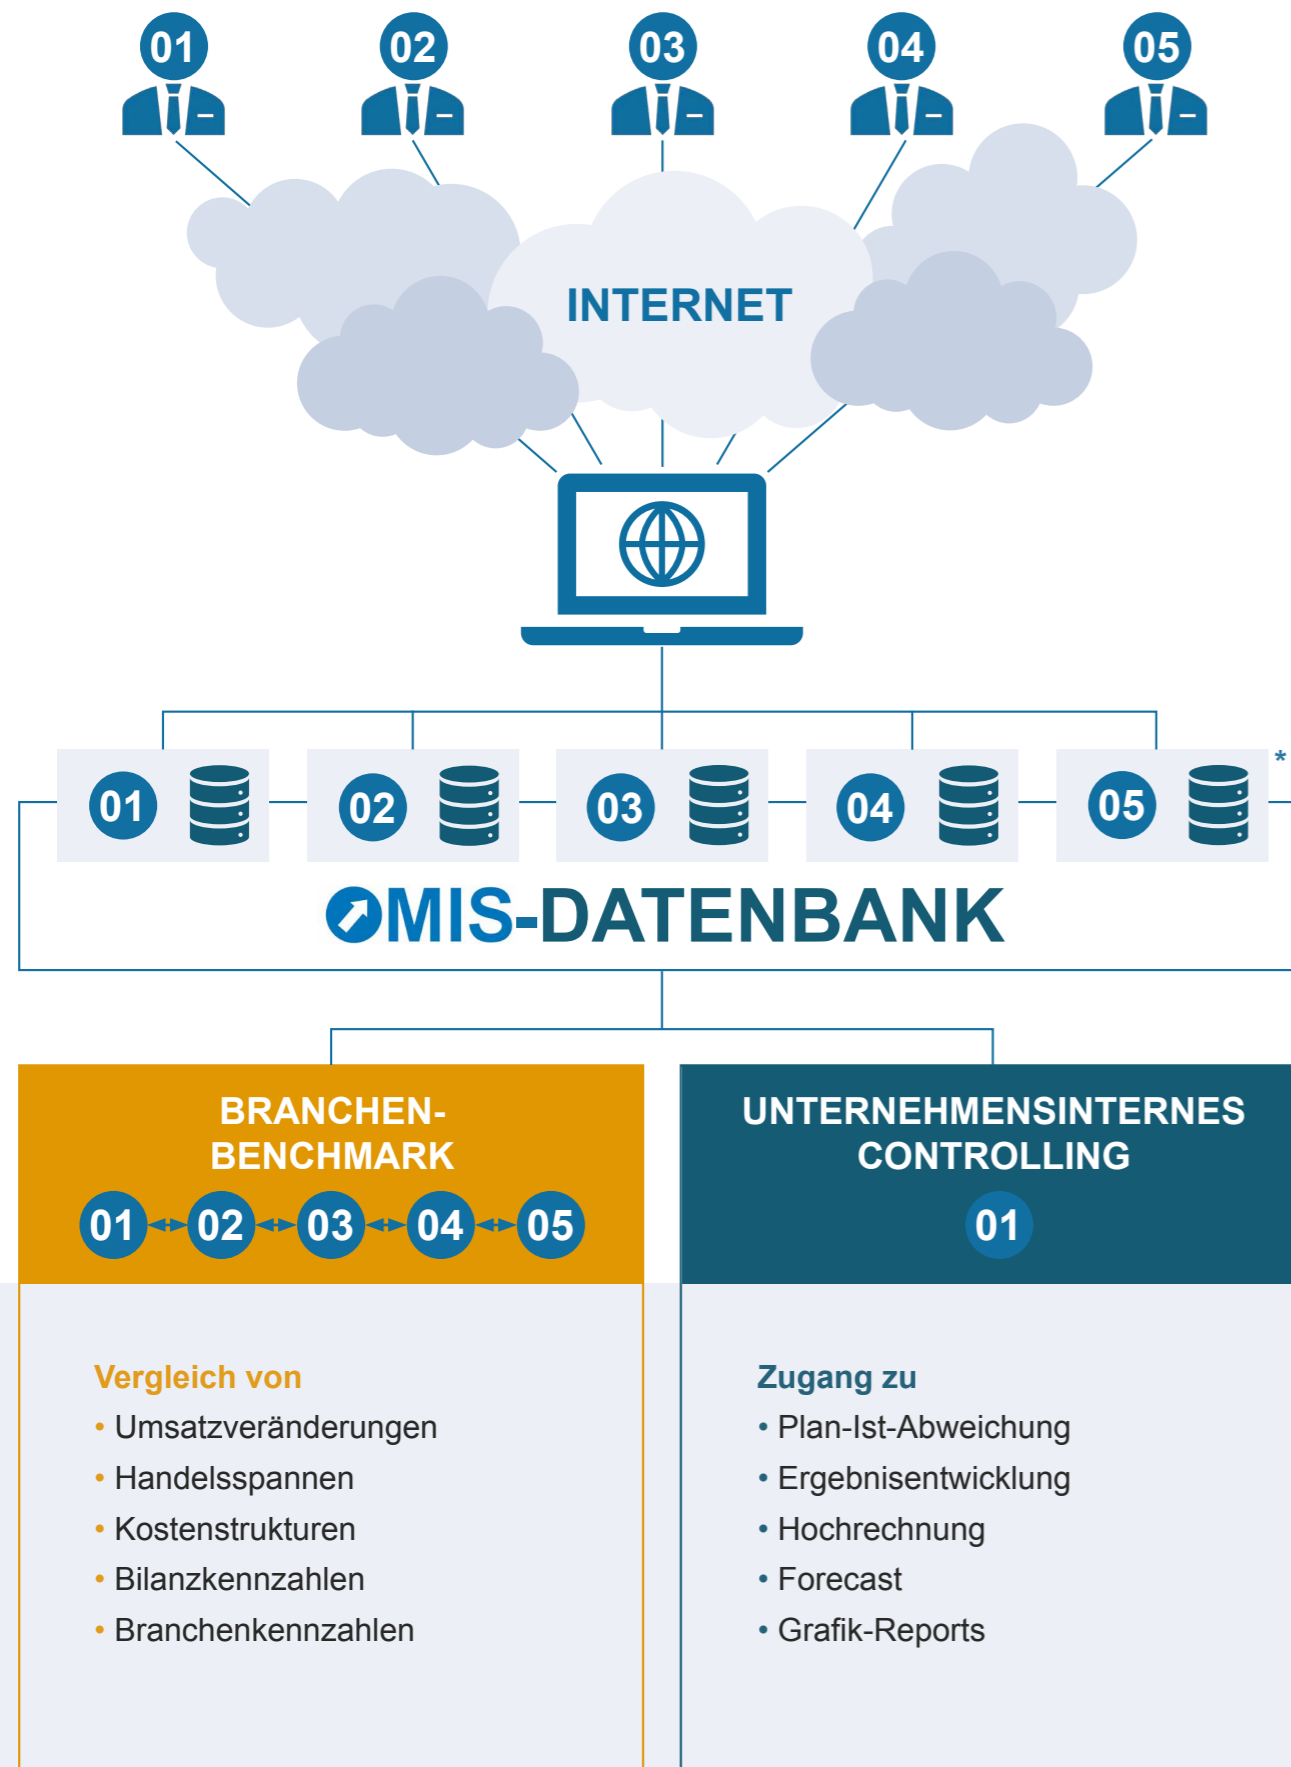 01 02 03 04 05
INTERNET
01 02 03 04 05 *
MIS-DATENBANK
BRANCHEN-
BENCHMARK
01 02 03 04 05
UNTERNEHMENSINTERNES
CONTROLLING
01
Vergleich von
• Umsatzveränderungen
• Handelsspannen
• Kostenstrukturen
• Bilanzkennzahlen
• Branchenkennzahlen
Zugang zu
• Plan-Ist-Abweichung
• Ergebnisentwicklung
• Hochrechnung
• Forecast
• Grafik-Reports